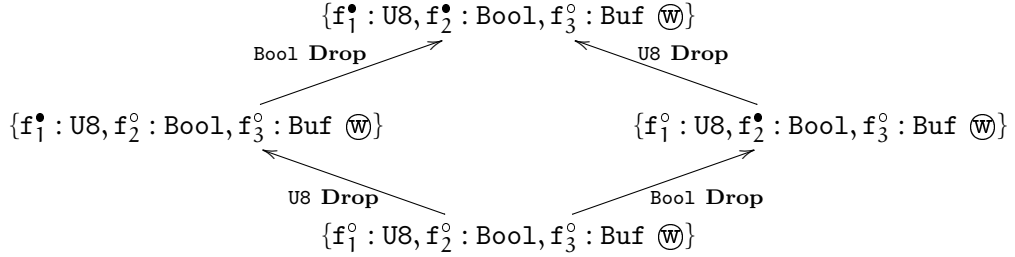 {f₁● : U8, f₂● : Bool, f₃○ : Buf ⓦ}
Bool Drop
U8 Drop
{f₁● : U8, f₂○ : Bool, f₃○ : Buf ⓦ}
{f₁○ : U8, f₂● : Bool, f₃○ : Buf ⓦ}
U8 Drop
Bool Drop
{f₁○ : U8, f₂○ : Bool, f₃○ : Buf ⓦ}